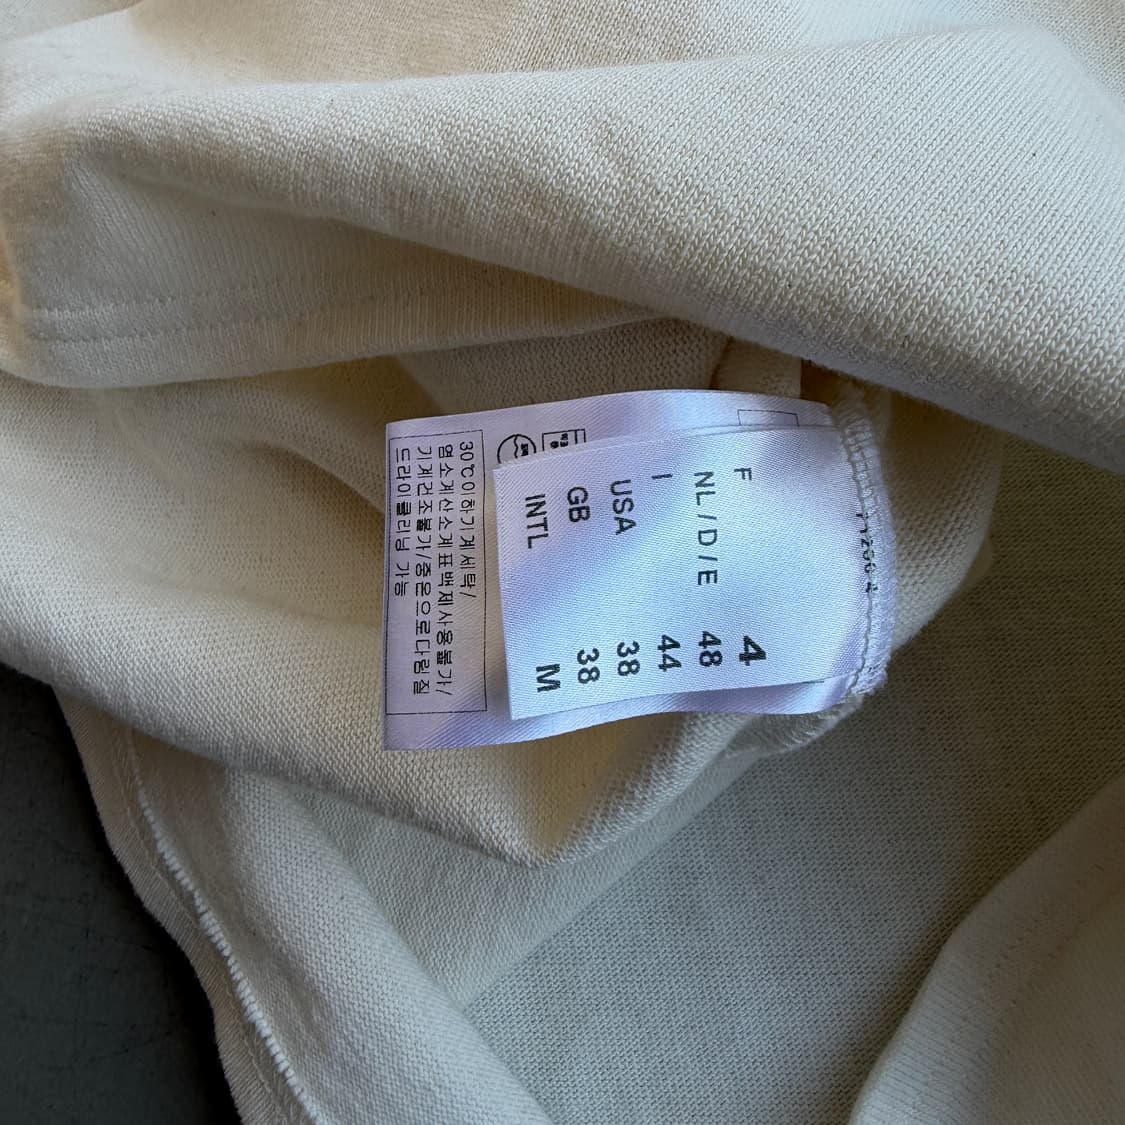 F 4
NL/D/E 48
I 44
USA 38
GB 38
INTL M
30℃이하기계세탁/
염소계산소계표백제사용불가/
기계건조불가/중온으로다림질
드라이클리닝 가능